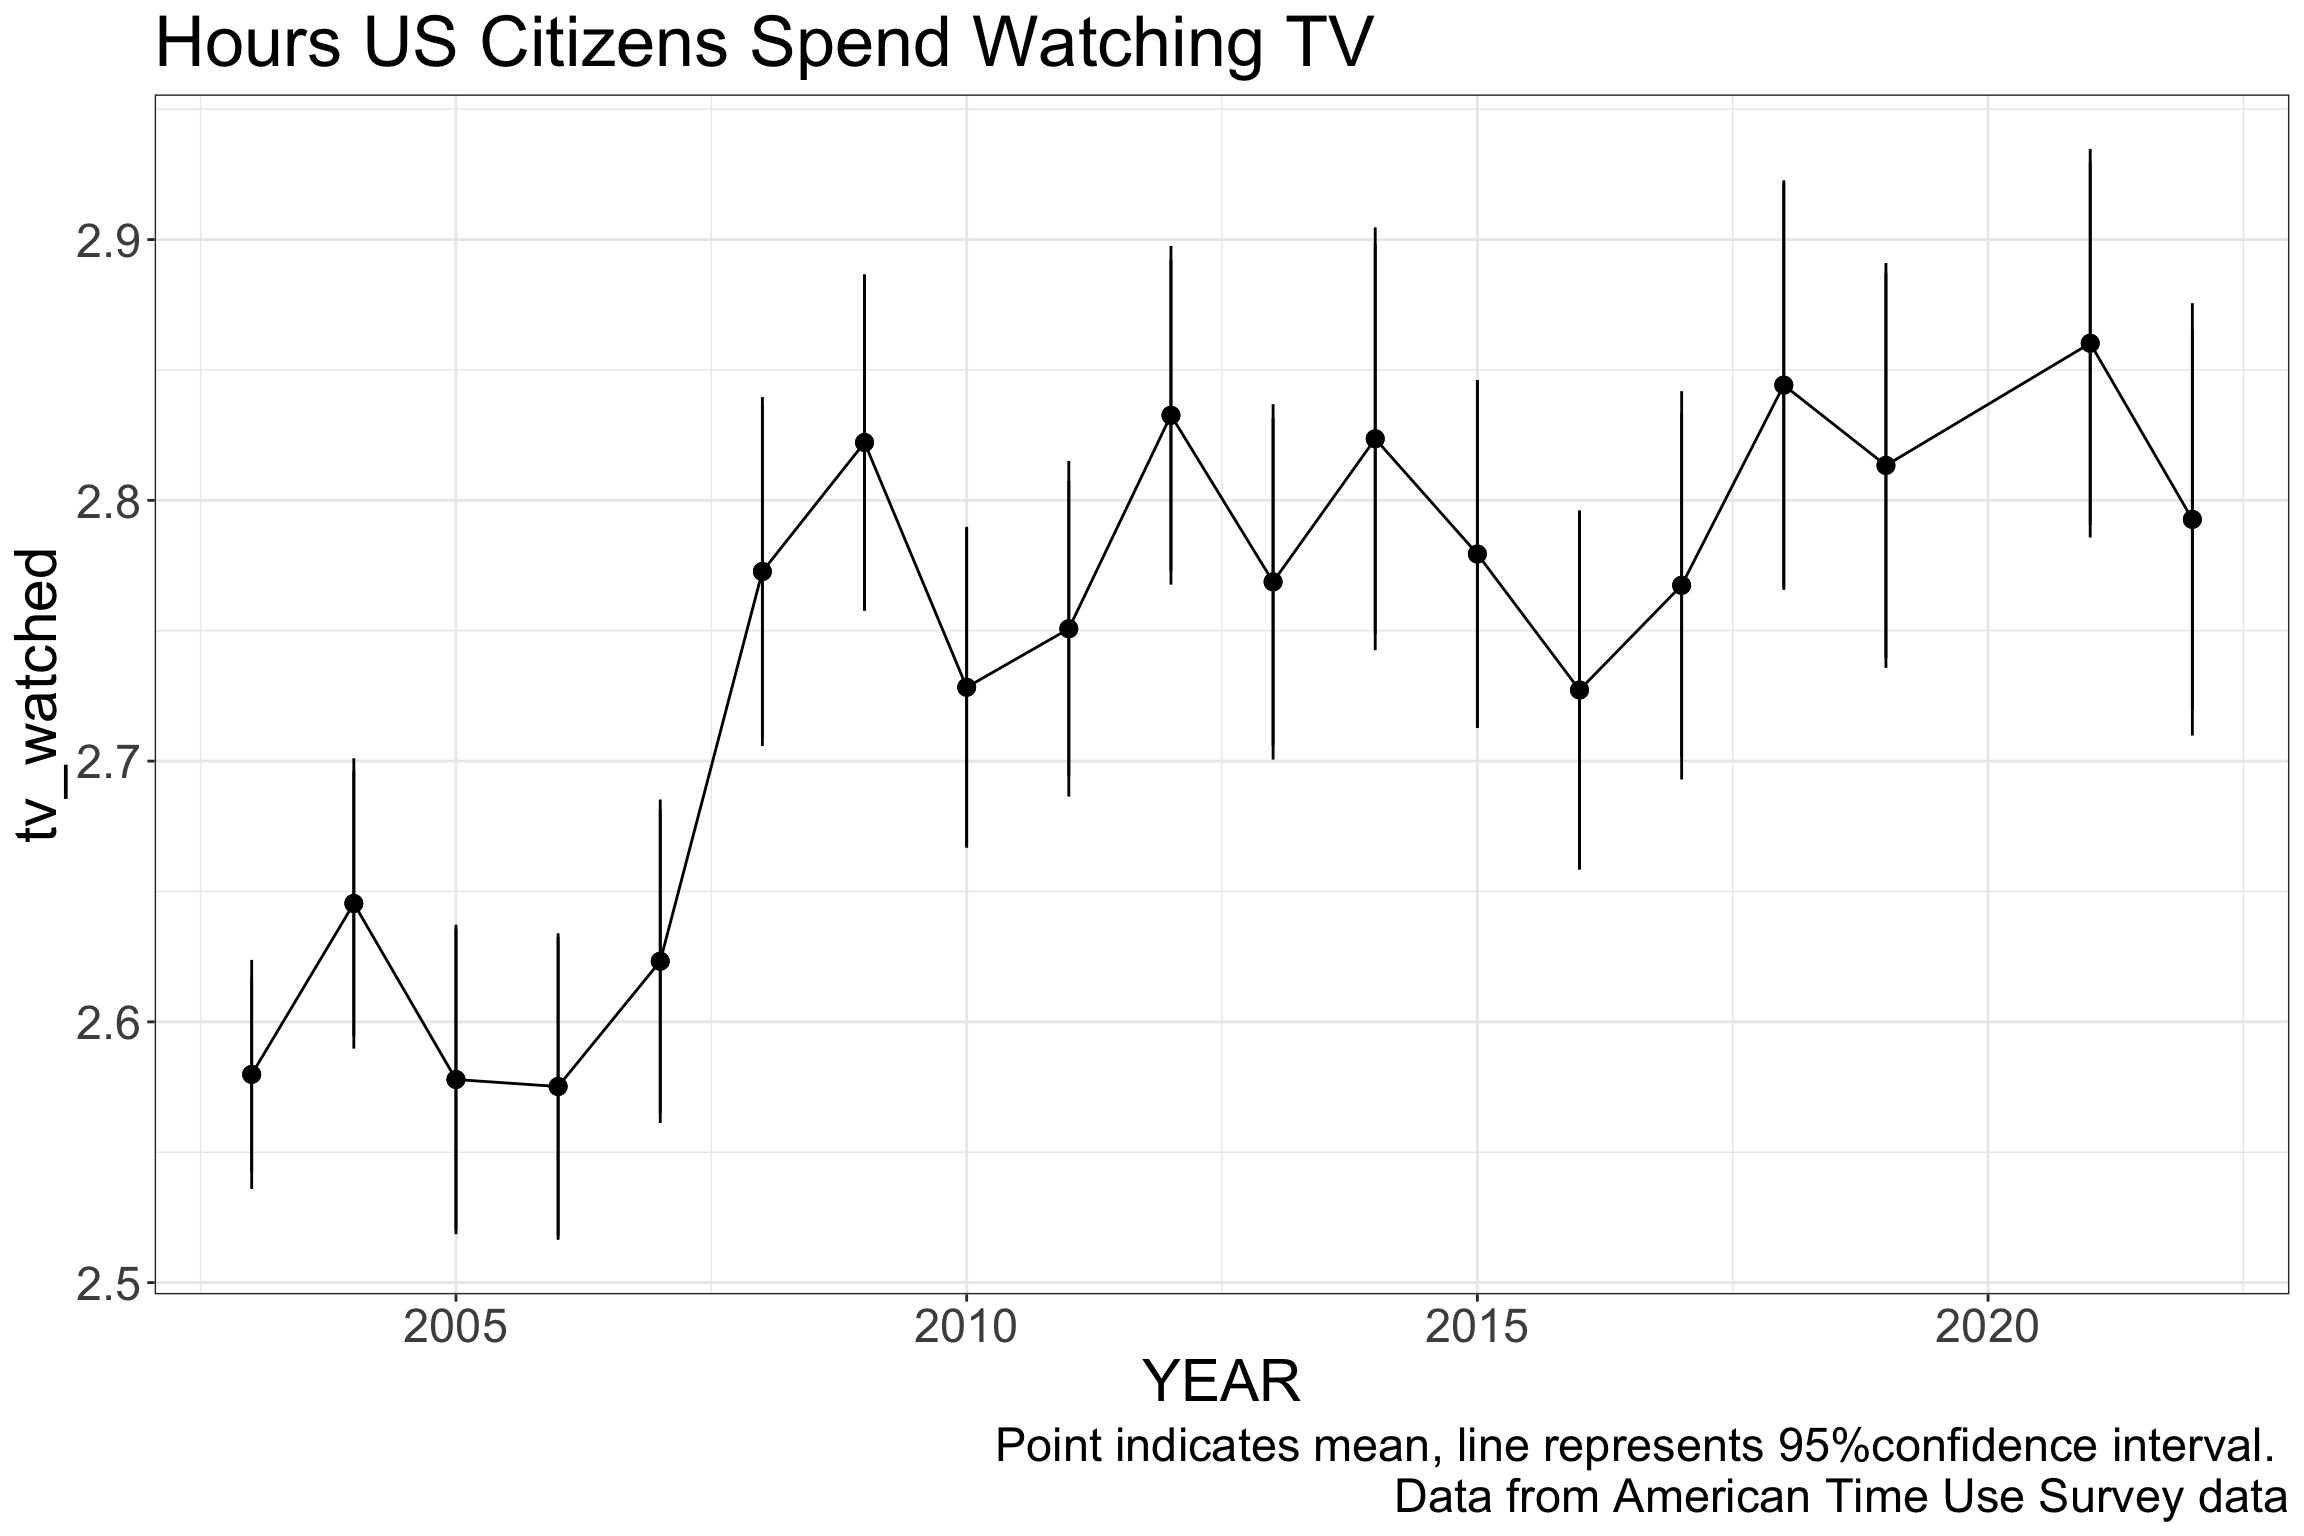 Hours US Citizens Spend Watching TV
tv_watched
2.9
2.8
2.7
2.6
2.5
2005 2010 2015 2020
YEAR
Point indicates mean, line represents 95%confidence interval.
Data from American Time Use Survey data